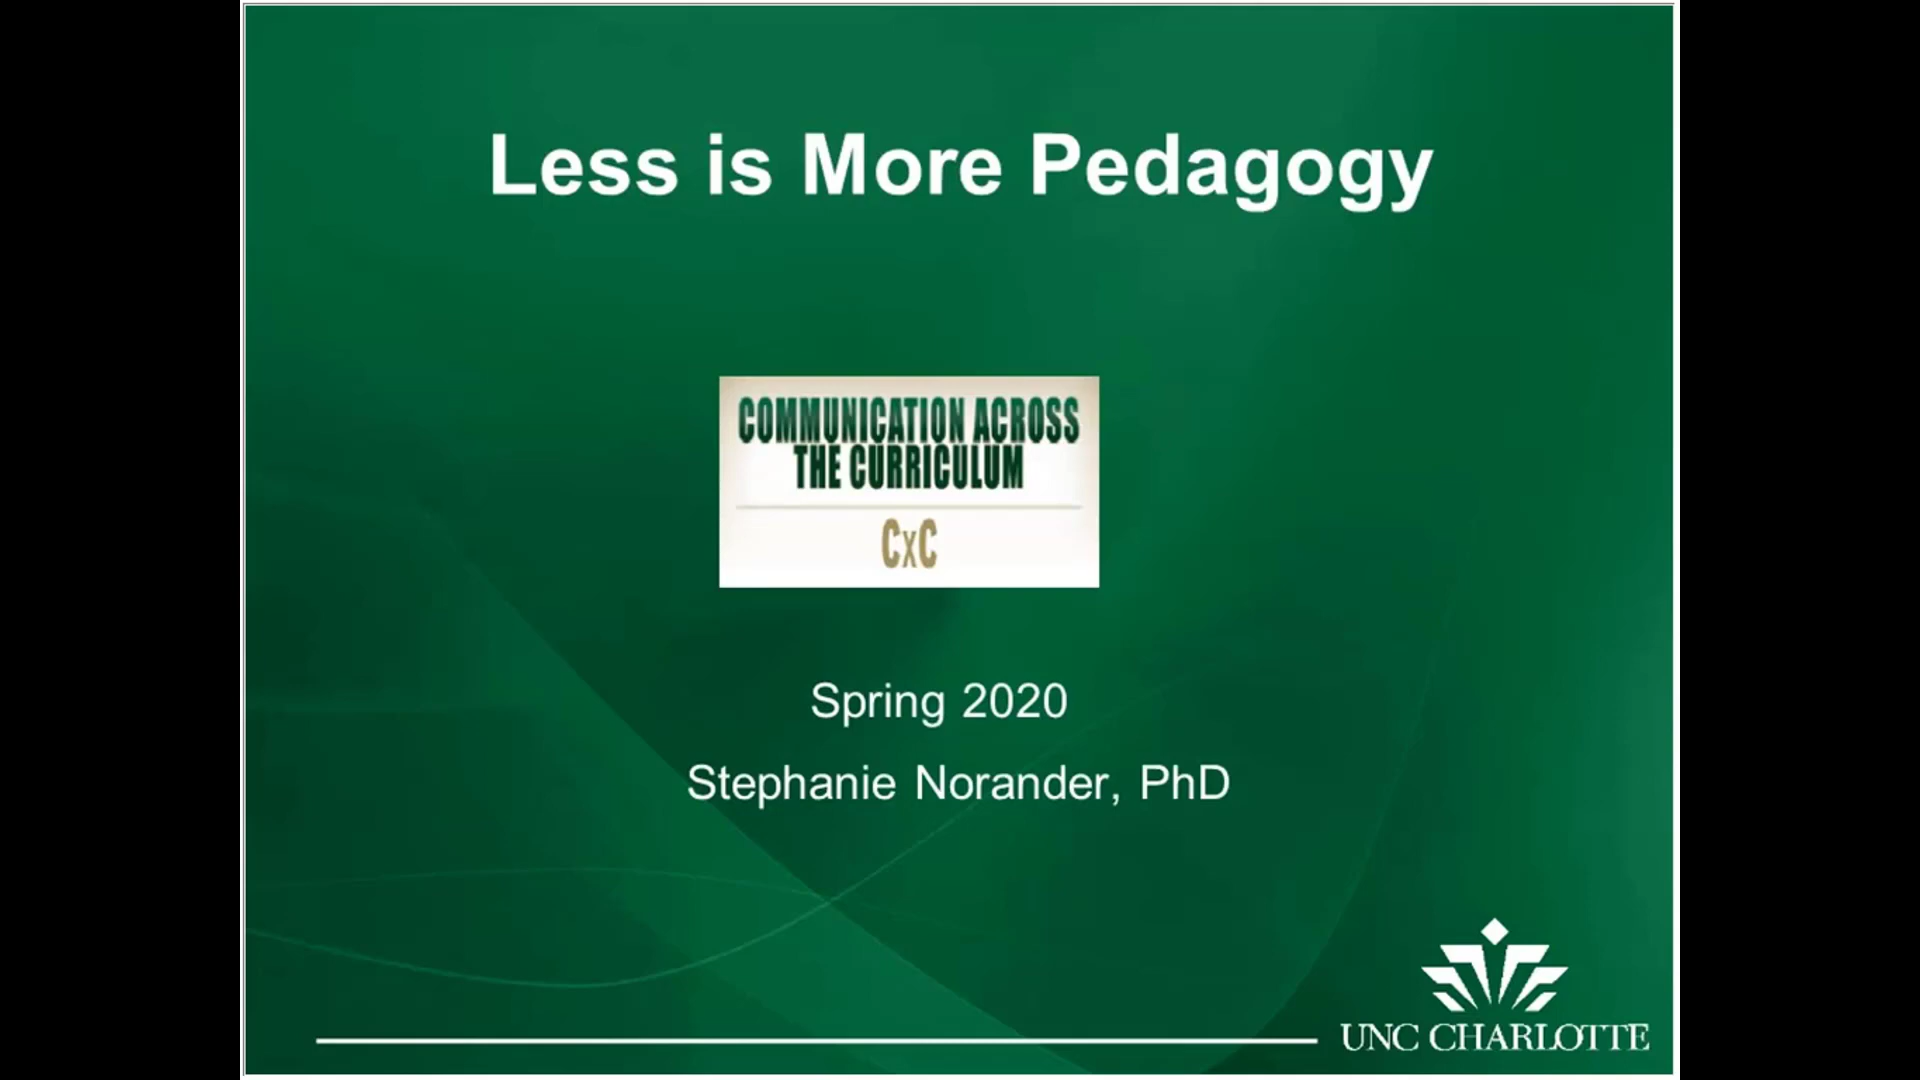 Less is More Pedagogy
COMMUNICATION ACROSS
THE CURRICULUM
CxC
Spring 2020
Stephanie Norander, PhD
UNC CHARLOTTE